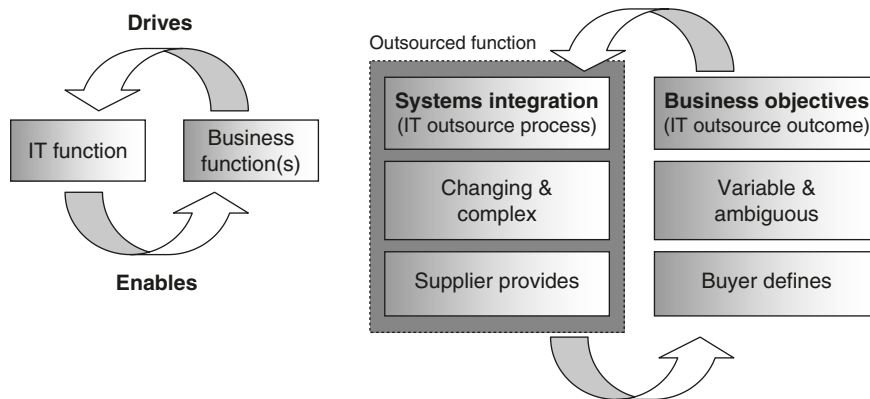 Drives
IT function
Business
function(s)
Enables
Outsourced function
Systems integration
(IT outsource process)
Changing &
complex
Supplier provides
Business objectives
(IT outsource outcome)
Variable &
ambiguous
Buyer defines